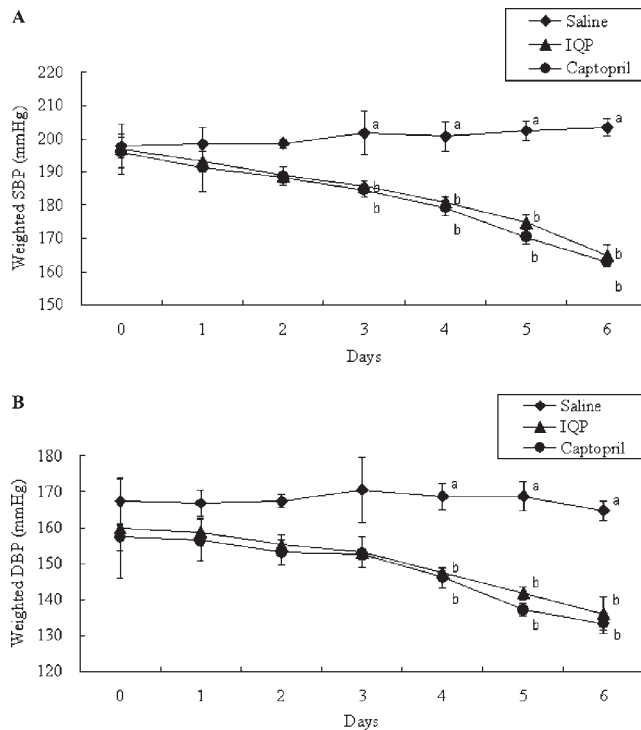 A
Saline
IQP
Captopril
Weighted SBP (mmHg)
220
210
200
190
180
170
160
150
a
a
a
a
b
b
b
b
b
b
b
b
0 1 2 3 4 5 6
Days
B
Saline
IQP
Captopril
Weighted DBP (mmHg)
180
170
160
150
140
130
120
a
a
a
b
b
b
b
b
b
0 1 2 3 4 5 6
Days